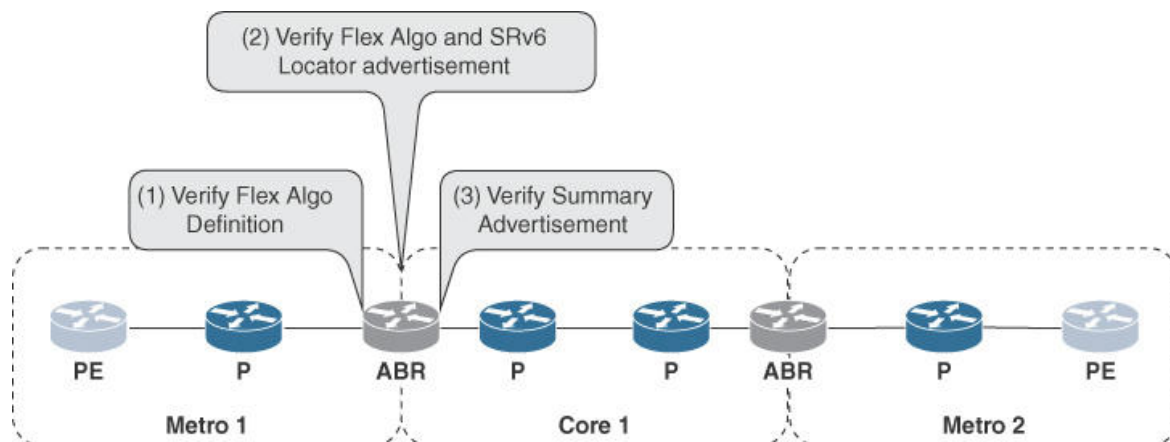 (2) Verify Flex Algo and SRv6
Locator advertisement
(1) Verify Flex Algo
Definition
(3) Verify Summary
Advertisement
PE
P
ABR
P
P
ABR
P
PE
Metro 1
Core 1
Metro 2